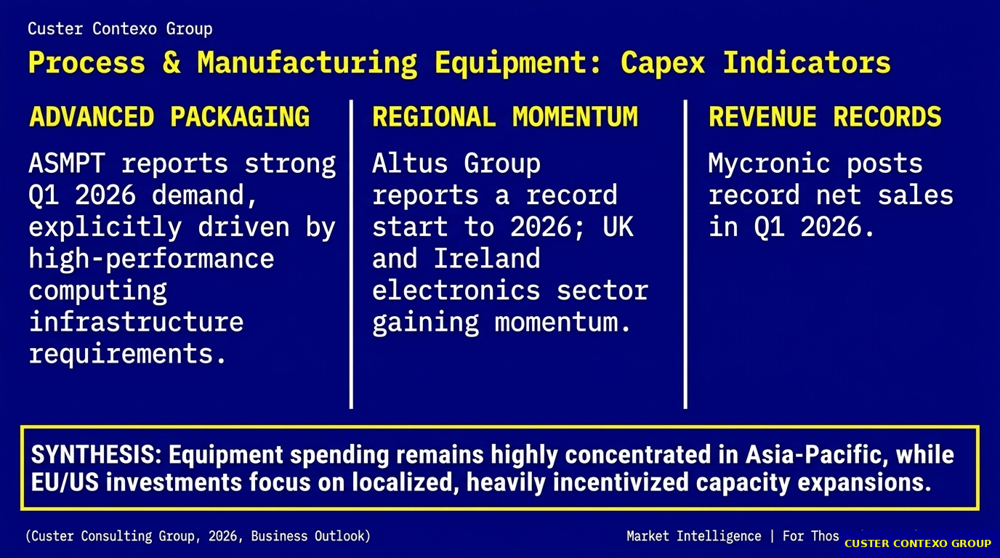 Custer Contexo Group
Process & Manufacturing Equipment: Capex Indicators
ADVANCED PACKAGING
ASMPT reports strong
Q1 2026 demand,
explicitly driven by
high-performance
computing
infrastructure
requirements.
REGIONAL MOMENTUM
Altus Group
reports a record
start to 2026; UK
and Ireland
electronics sector
gaining momentum.
REVENUE RECORDS
Mycronic posts
record net sales
in Q1 2026.
SYNTHESIS: Equipment spending remains highly concentrated in Asia-Pacific, while
EU/US investments focus on localized, heavily incentivized capacity expansions.
(Custer Consulting Group, 2026, Business Outlook)
Market Intelligence | For Thos
CUSTER CONTEXO GROUP